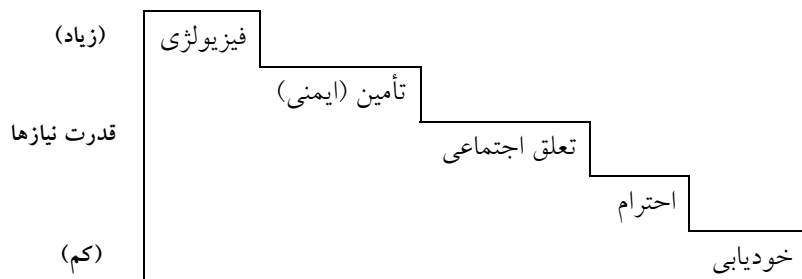 (زیاد)
فیزیولژی
تأمین (ایمنی)
قدرت نیازها
تعلق اجتماعی
احترام
(کم)
خودیابی